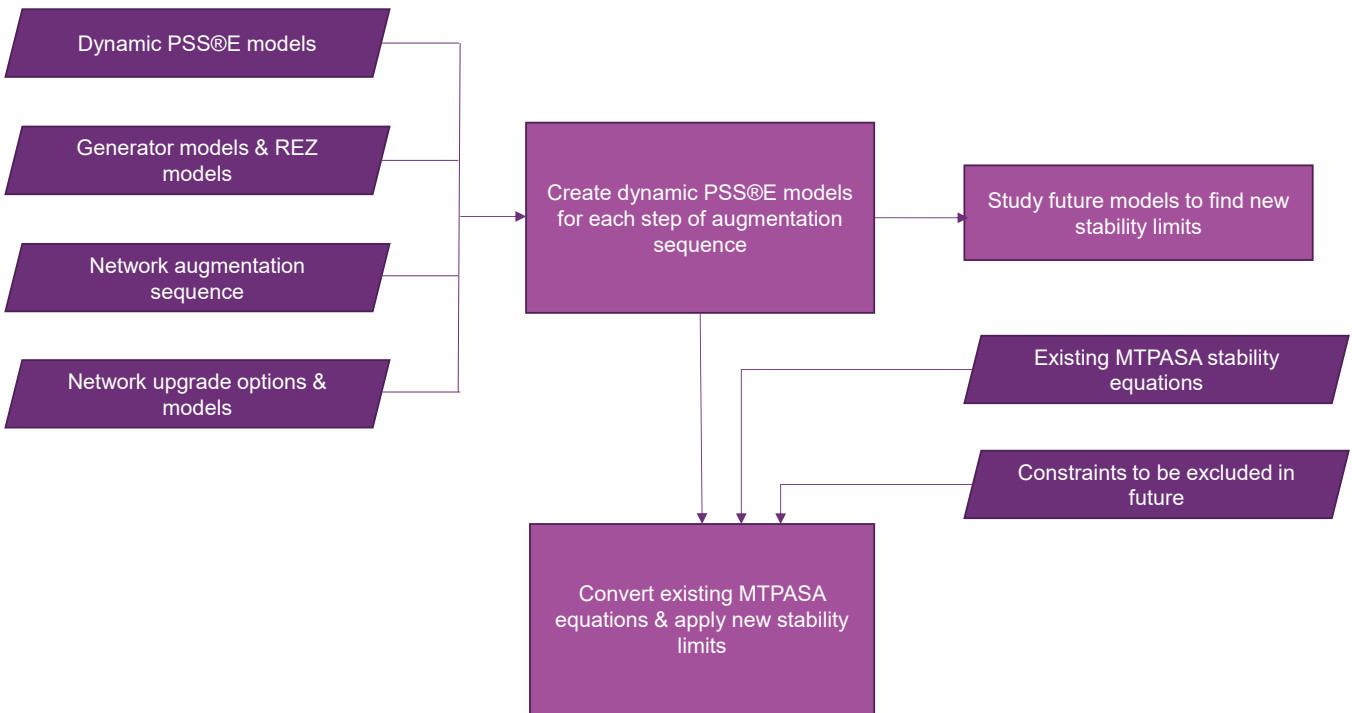 Dynamic PSS®E models
Generator models & REZ
models
Network augmentation
sequence
Network upgrade options &
models
Create dynamic PSS®E models
for each step of augmentation
sequence
Study future models to find new
stability limits
Existing MTPASA stability
equations
Constraints to be excluded in
future
Convert existing MTPASA
equations & apply new stability
limits